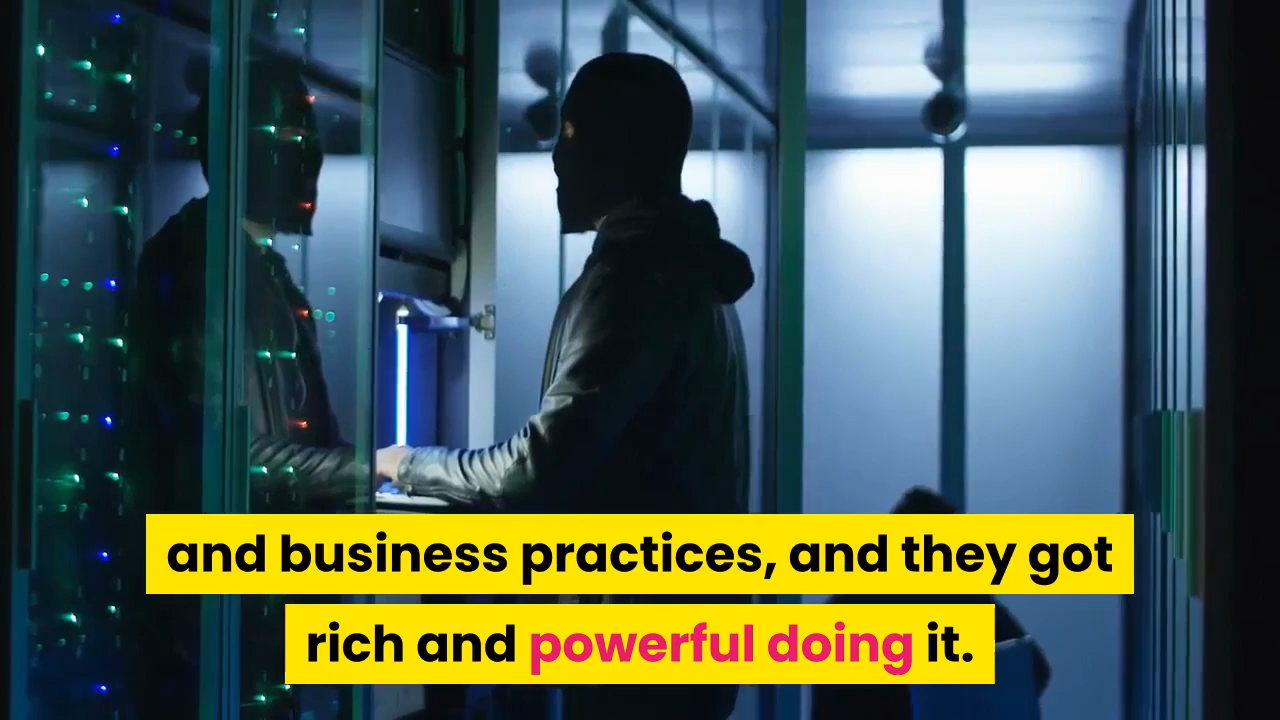 and business practices, and they got
rich and powerful doing it.